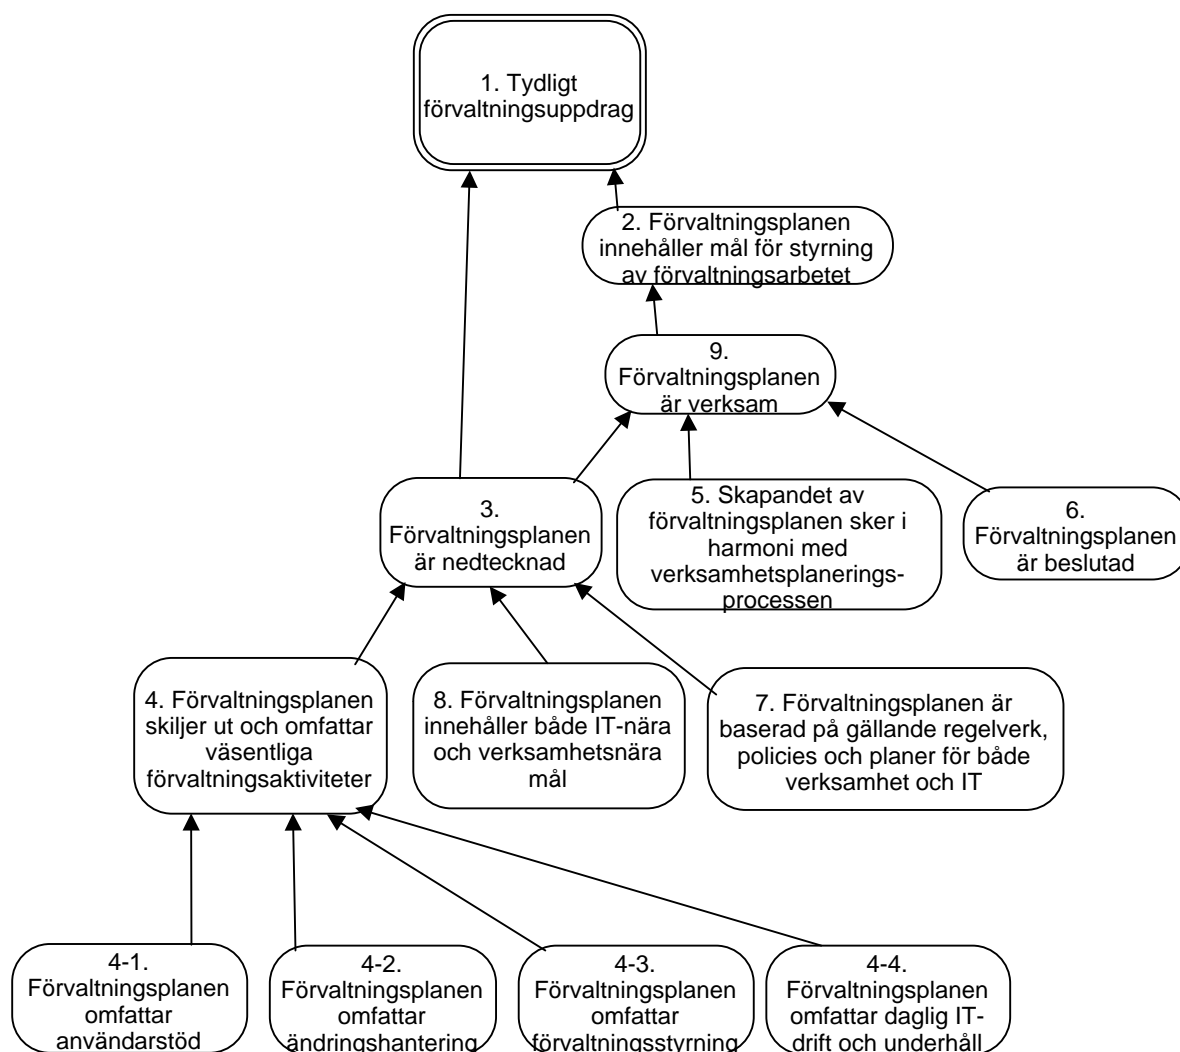 1. Tydligt
förvaltningsuppdrag
2. Förvaltningsplanen
innehåller mål för styrning
av förvaltningsarbetet
9.
Förvaltningsplanen
är verksam
3.
Förvaltningsplanen
är nedtecknad
5. Skapandet av
förvaltningsplanen sker i
harmoni med
verksamhetsplanerings-
processen
6.
Förvaltningsplanen
är beslutad
4. Förvaltningsplanen
skiljer ut och omfattar
väsentliga
förvaltningsaktiviteter
8. Förvaltningsplanen
innehåller både IT-nära
och verksamhetsnära
mål
7. Förvaltningsplanen är
baserad på gällande regelverk,
policies och planer för både
verksamhet och IT
4-1.
Förvaltningsplanen
omfattar
användarstöd
4-2.
Förvaltningsplanen
omfattar
ändringshantering
4-3.
Förvaltningsplanen
omfattar
förvaltningsstyrning
4-4.
Förvaltningsplanen
omfattar daglig IT-
drift och underhåll